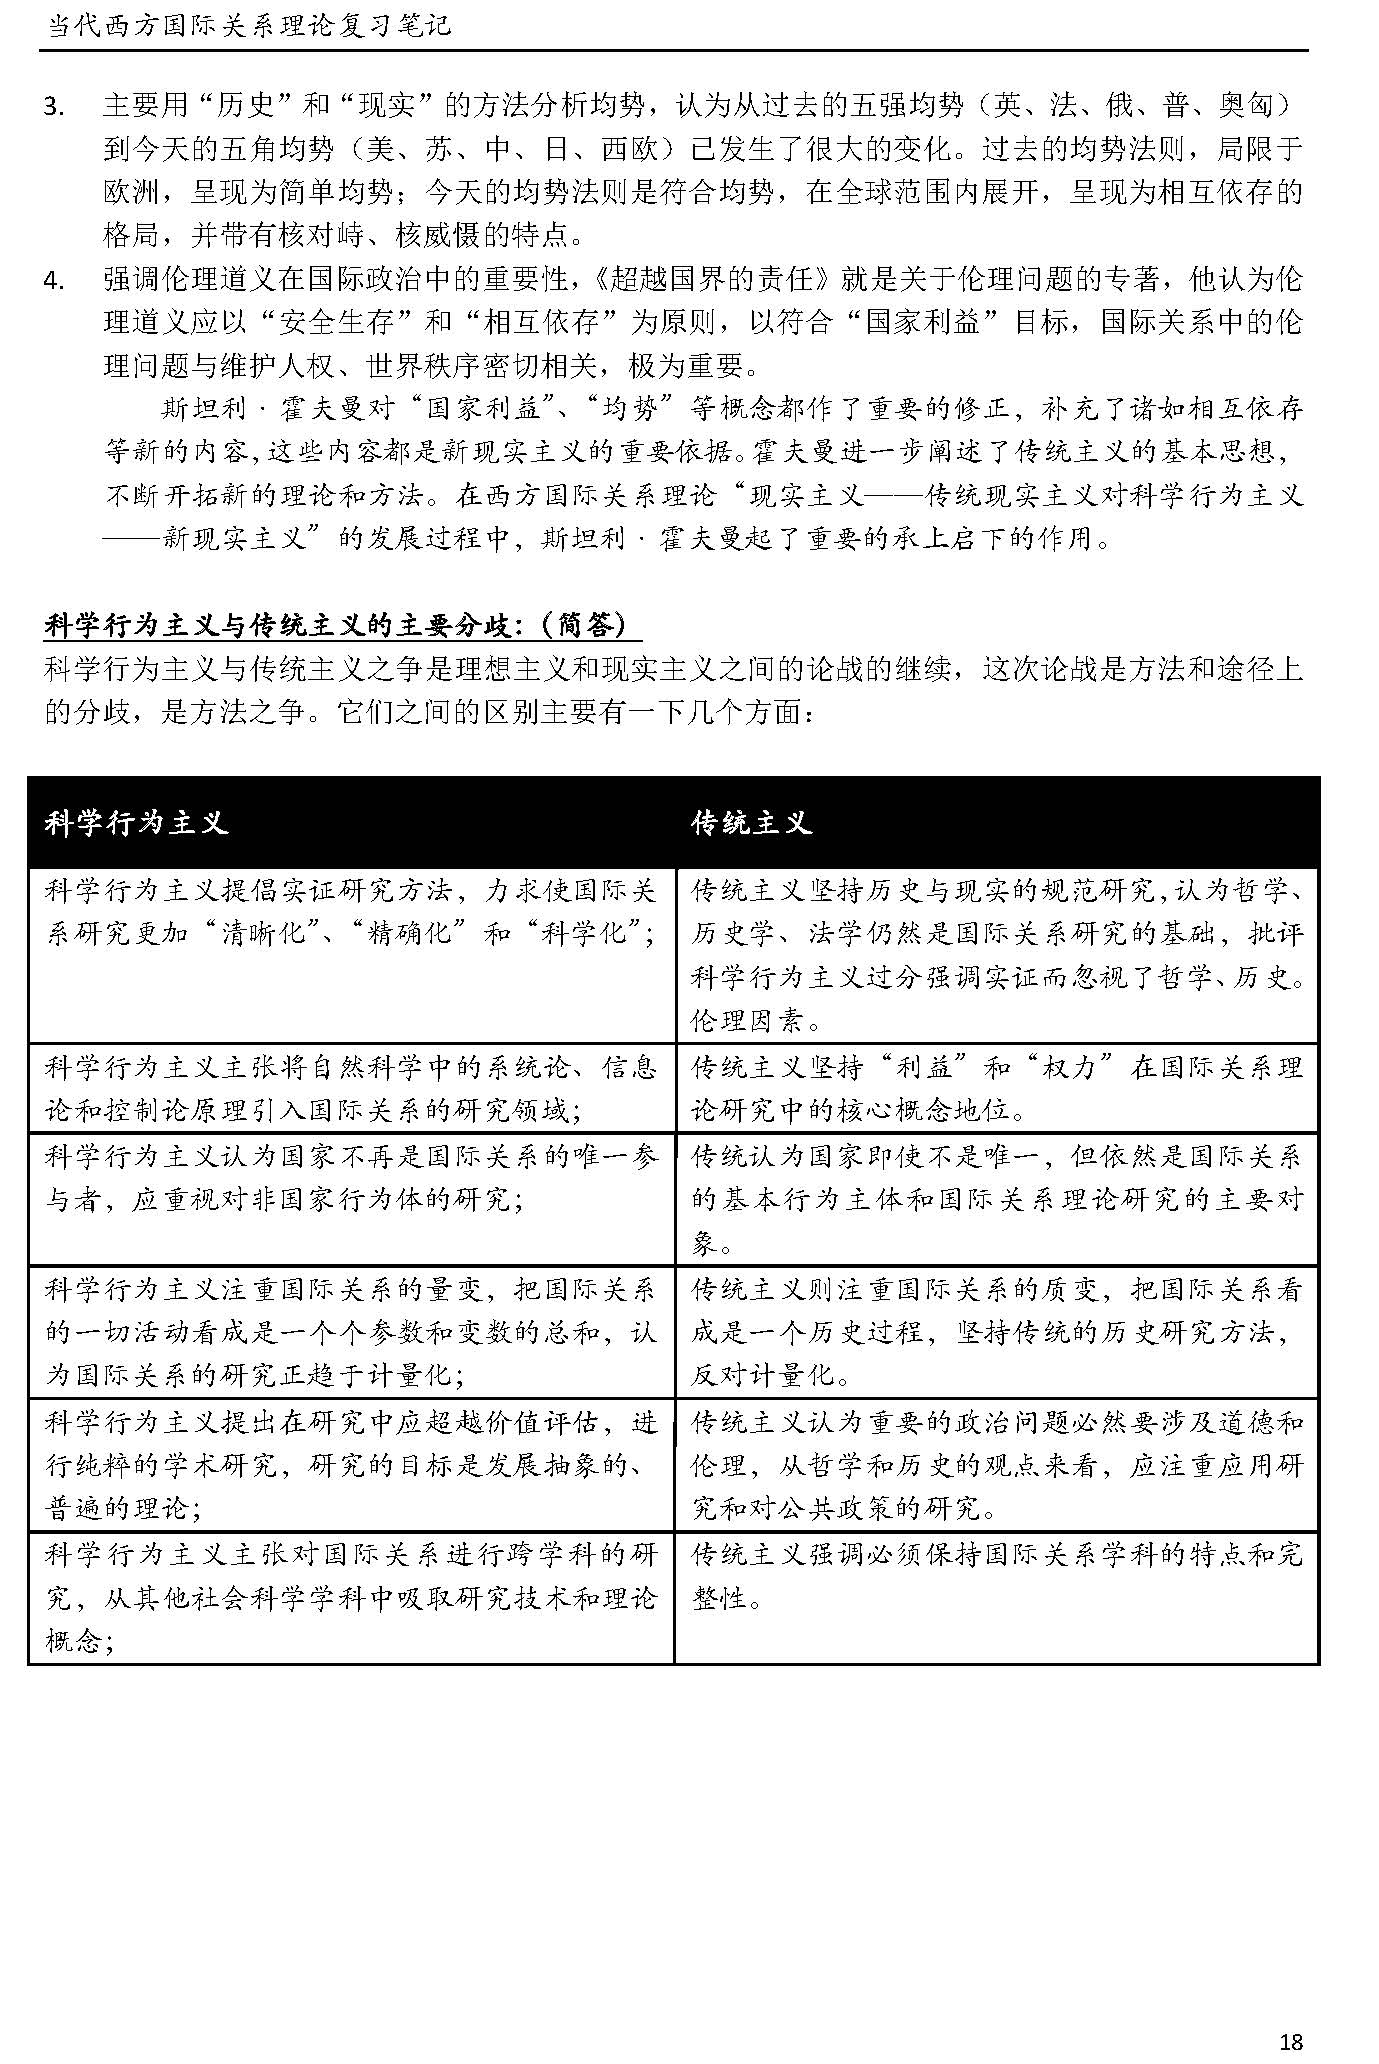 当代西方国际关系理论复习笔记
3. 主要用“历史”和“现实”的方法分析均势，认为从过去的五强均势（英、法、俄、普、奥匈）
到今天的五角均势（美、苏、中、日、西欧）已发生了很大的变化。过去的均势法则，局限于
欧洲，呈现为简单均势；今天的均势法则是符合均势，在全球范围内展开，呈现为相互依存的
格局，并带有核对峙、核威慑的特点。
4. 强调伦理道义在国际政治中的重要性，《超越国界的责任》就是关于伦理问题的专著，他认为伦
理道义应以“安全生存”和“相互依存”为原则，以符合“国家利益”目标，国际关系中的伦
理问题与维护人权、世界秩序密切相关，极为重要。
斯坦利·霍夫曼对“国家利益”、“均势”等概念都作了重要的修正，补充了诸如相互依存
等新的内容，这些内容都是新现实主义的重要依据。霍夫曼进一步阐述了传统主义的基本思想，
不断开拓新的理论和方法。在西方国际关系理论“现实主义——传统现实主义对科学行为主义
——新现实主义”的发展过程中，斯坦利·霍夫曼起了重要的承上启下的作用。
科学行为主义与传统主义的主要分歧：（简答）
科学行为主义与传统主义之争是理想主义和现实主义之间的论战的继续，这次论战是方法和途径上
的分歧，是方法之争。它们之间的区别主要有一下几个方面：
科学行为主义
传统主义
科学行为主义提倡实证研究方法，力求使国际关
系研究更加“清晰化”、“精确化”和“科学化”；
传统主义坚持历史与现实的规范研究，认为哲学、
历史学、法学仍然是国际关系研究的基础，批评
科学行为主义过分强调实证而忽视了哲学、历史。
伦理因素。
科学行为主义主张将自然科学中的系统论、信息
论和控制论原理引入国际关系的研究领域；
传统主义坚持“利益”和“权力”在国际关系理
论研究中的核心概念地位。
科学行为主义认为国家不再是国际关系的唯一参
与者，应重视对非国家行为体的研究；
传统认为国家即使不是唯一，但依然是国际关系
的基本行为主体和国际关系理论研究的主要对
象。
科学行为主义注重国际关系的量变，把国际关系
的一切活动看成是一个个参数和变数的总和，认
为国际关系的研究正趋于计量化；
传统主义则注重国际关系的质变，把国际关系看
成是一个历史过程，坚持传统的历史研究方法，
反对计量化。
科学行为主义提出在研究中应超越价值评估，进
行纯粹的学术研究，研究的目标是发展抽象的、
普遍的理论；
传统主义认为重要的政治问题必然要涉及道德和
伦理，从哲学和历史的观点来看，应注重应用研
究和对公共政策的研究。
科学行为主义主张对国际关系进行跨学科的研
究，从其他社会科学学科中吸取研究技术和理论
概念；
传统主义强调必须保持国际关系学科的特点和完
整性。
18